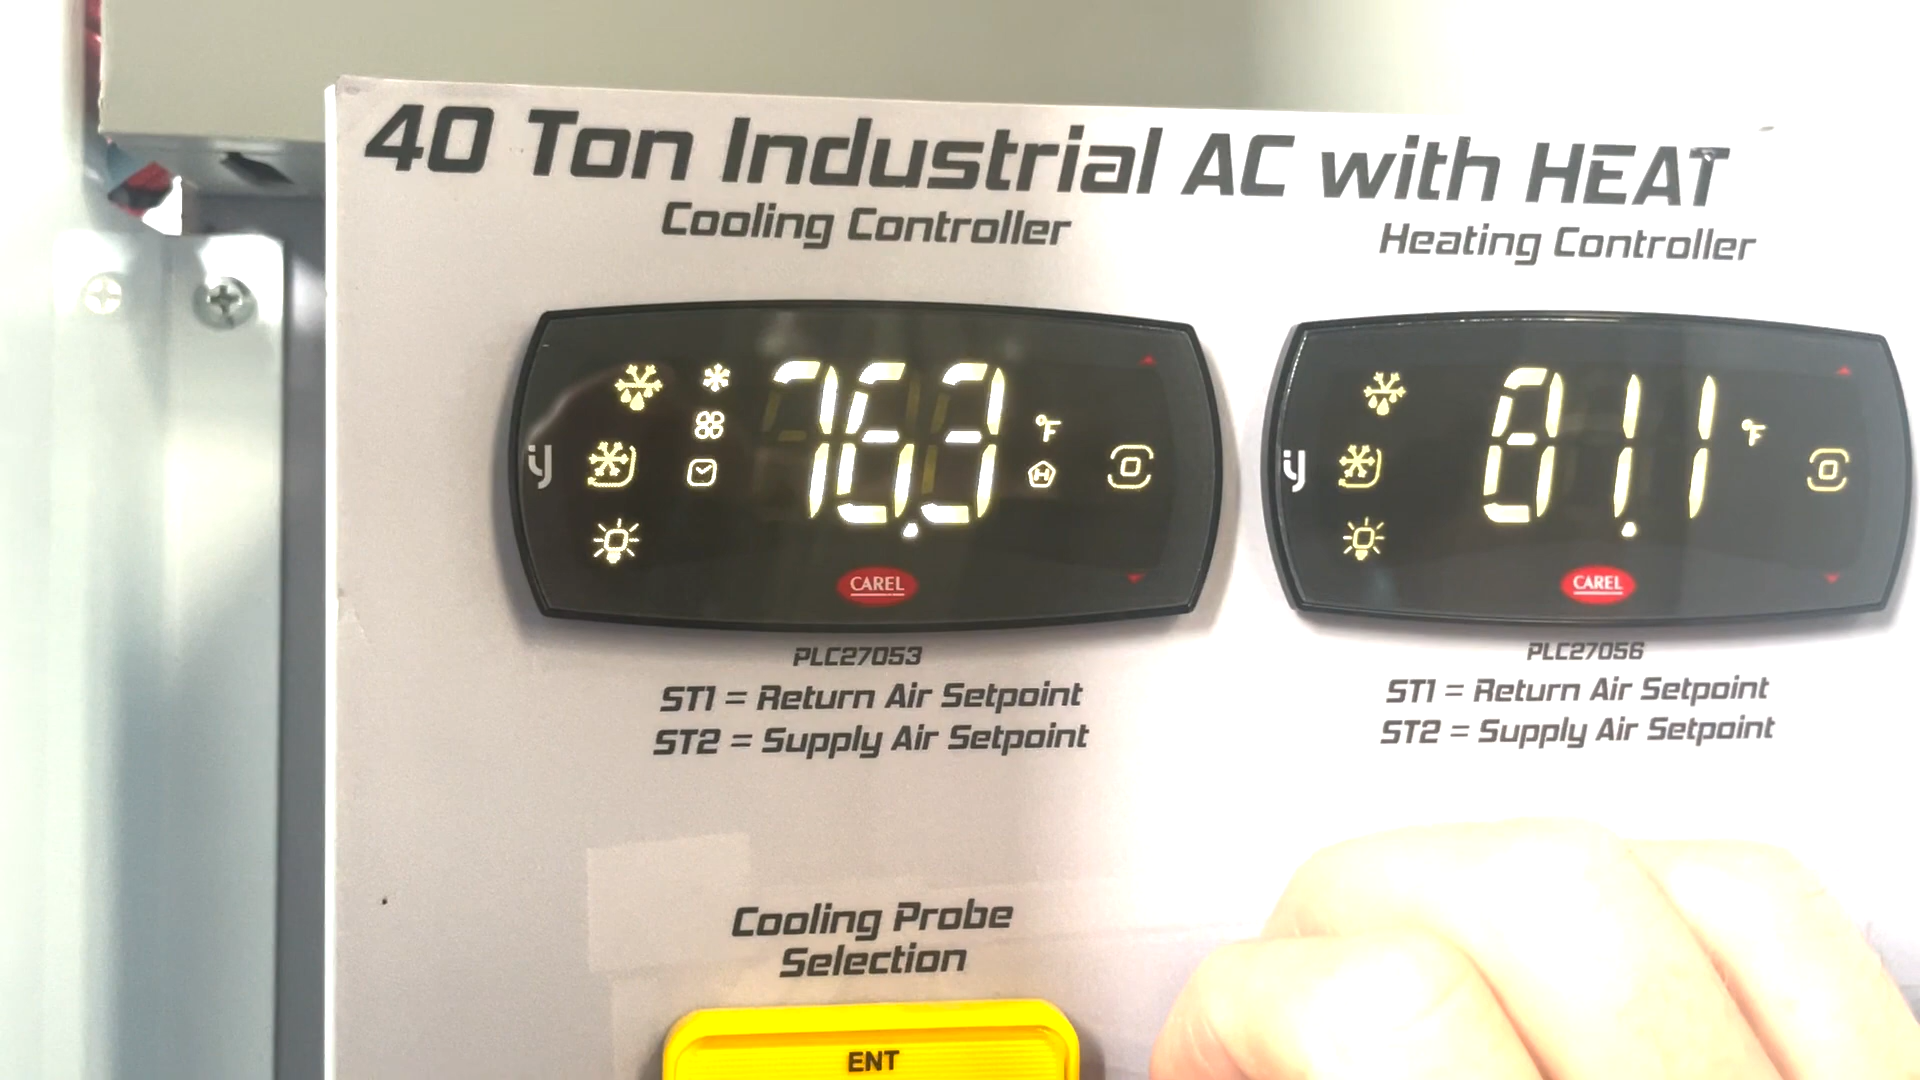 40 Ton Industrial AC with HEAT
Cooling Controller
Heating Controller
76.3 °F
81.1 °F
CAREL
CAREL
PLC27053
ST1 = Return Air Setpoint
ST2 = Supply Air Setpoint
PLC27056
ST1 = Return Air Setpoint
ST2 = Supply Air Setpoint
Cooling Probe
Selection
ENT